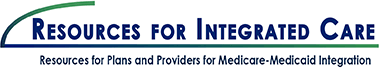 Resources for Integrated Care
Resources for Plans and Providers for Medicare-Medicaid Integration